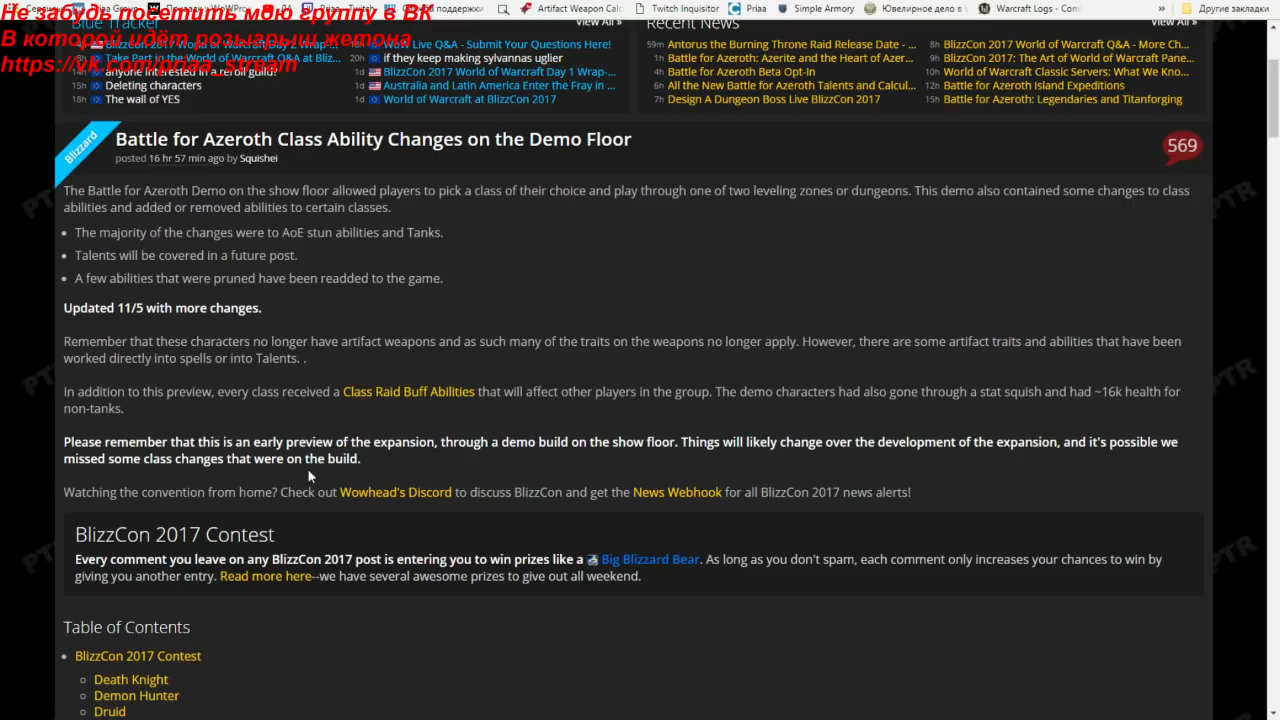 Не забудь посетить мою группу в ВК
В которой идёт розыгрыш жетона
Artifact Weapon Calc
Twitch Inquisitor
Priaa
Simple Armory
Ювелирное дело в V
Warcraft Logs - Com
»
Другие закладки
Blue Tracker
View All »
Recent News
View All »
WoW Live Q&A - Submit Your Questions Here!
Take Part in the World of Warcraft Q&A at Bliz...
20h if they keep making sylvannas uglier
anyone interested in a reroll guild?
1d BlizzCon 2017 World of Warcraft Day 1 Wrap-...
15h Deleting characters
1d Australia and Latin America Enter the Fray in ...
18h The wall of YES
1d World of Warcraft at BlizzCon 2017
59m Antorus the Burning Throne Raid Release Date - ...
1h Battle for Azeroth: Azerite and the Heart of Azer...
4h Battle for Azeroth Beta Opt-In
6h All the New Battle for Azeroth Talents and Calcul...
7h Design A Dungeon Boss Live BlizzCon 2017
8h BlizzCon 2017 World of Warcraft Q&A - More Ch...
9h BlizzCon 2017: The Art of World of Warcraft Pane...
10h World of Warcraft Classic Servers: What We Kno...
12h Battle for Azeroth Island Expeditions
15h Battle for Azeroth: Legendaries and Titanforging
Blizzard
Battle for Azeroth Class Ability Changes on the Demo Floor
posted 16 hr 57 min ago by Squishei
569
The Battle for Azeroth Demo on the show floor allowed players to pick a class of their choice and play through one of two leveling zones or dungeons. This demo also contained some changes to class
abilities and added or removed abilities to certain classes.
The majority of the changes were to AoE stun abilities and Tanks.
Talents will be covered in a future post.
A few abilities that were pruned have been readded to the game.
Updated 11/5 with more changes.
Remember that these characters no longer have artifact weapons and as such many of the traits on the weapons no longer apply. However, there are some artifact traits and abilities that have been
worked directly into spells or into Talents. .
In addition to this preview, every class received a Class Raid Buff Abilities that will affect other players in the group. The demo characters had also gone through a stat squish and had ~16k health for
non-tanks.
Please remember that this is an early preview of the expansion, through a demo build on the show floor. Things will likely change over the development of the expansion, and it's possible we
missed some class changes that were on the build.
Watching the convention from home? Check out Wowhead's Discord to discuss BlizzCon and get the News Webhook for all BlizzCon 2017 news alerts!
BlizzCon 2017 Contest
Every comment you leave on any BlizzCon 2017 post is entering you to win prizes like a Big Blizzard Bear. As long as you don't spam, each comment only increases your chances to win by
giving you another entry. Read more here--we have several awesome prizes to give out all weekend.
Table of Contents
BlizzCon 2017 Contest
Death Knight
Demon Hunter
Druid